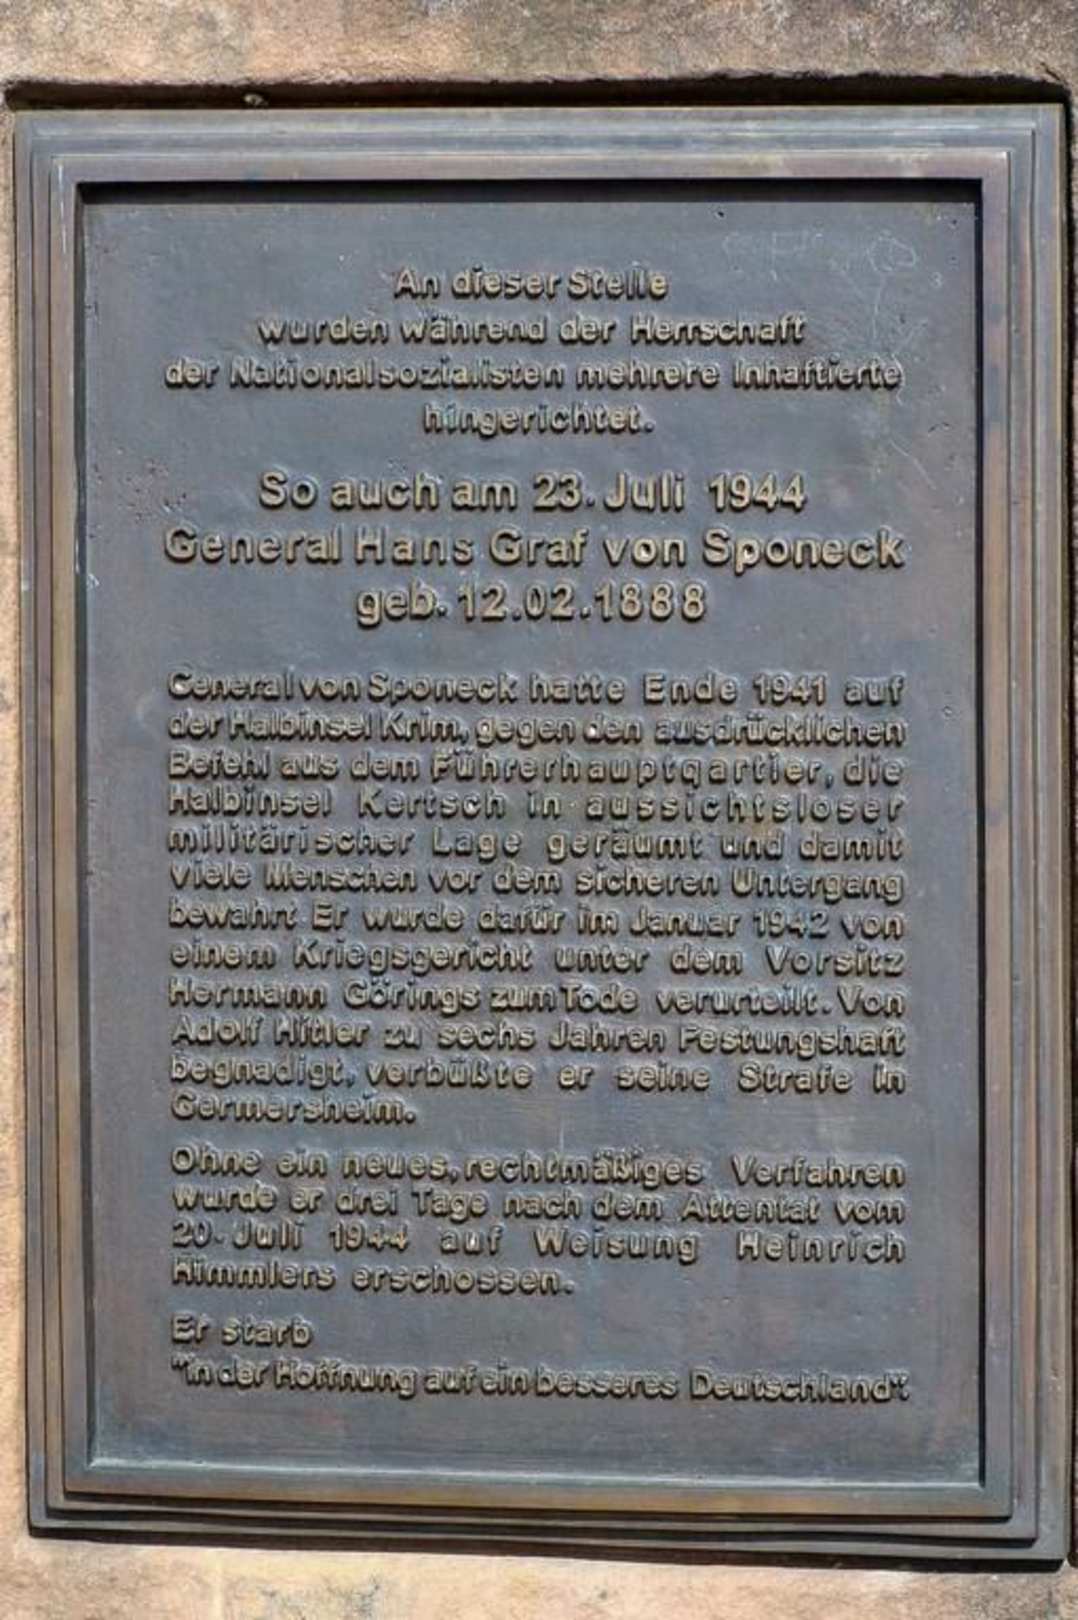 An dieser Stelle
wurden während der Herrschaft
der Nationalsozialisten mehrere Inhaftierte
hingerichtet.
So auch am 23. Juli 1944
General Hans Graf von Sponeck
geb. 12.02.1888
General von Sponeck hatte Ende 1941 auf
der Halbinsel Krim, gegen den ausdrücklichen
Befehl aus dem Führerhauptqartier, die
Halbinsel Kertsch in aussichtsloser
militärischer Lage geräumt und damit
viele Menschen vor dem sicheren Untergang
bewahrt. Er wurde dafür im Januar 1942 von
einem Kriegsgericht unter dem Vorsitz
Hermann Görings zum Tode verurteilt. Von
Adolf Hitler zu sechs Jahren Festungshaft
begnadigt, verbüßte er seine Strafe in
Germersheim.
Ohne ein neues, rechtmäßiges Verfahren
wurde er drei Tage nach dem Attentat vom
20. Juli 1944 auf Weisung Heinrich
Himmlers erschossen.
Er starb
"in der Hoffnung auf ein besseres Deutschland".